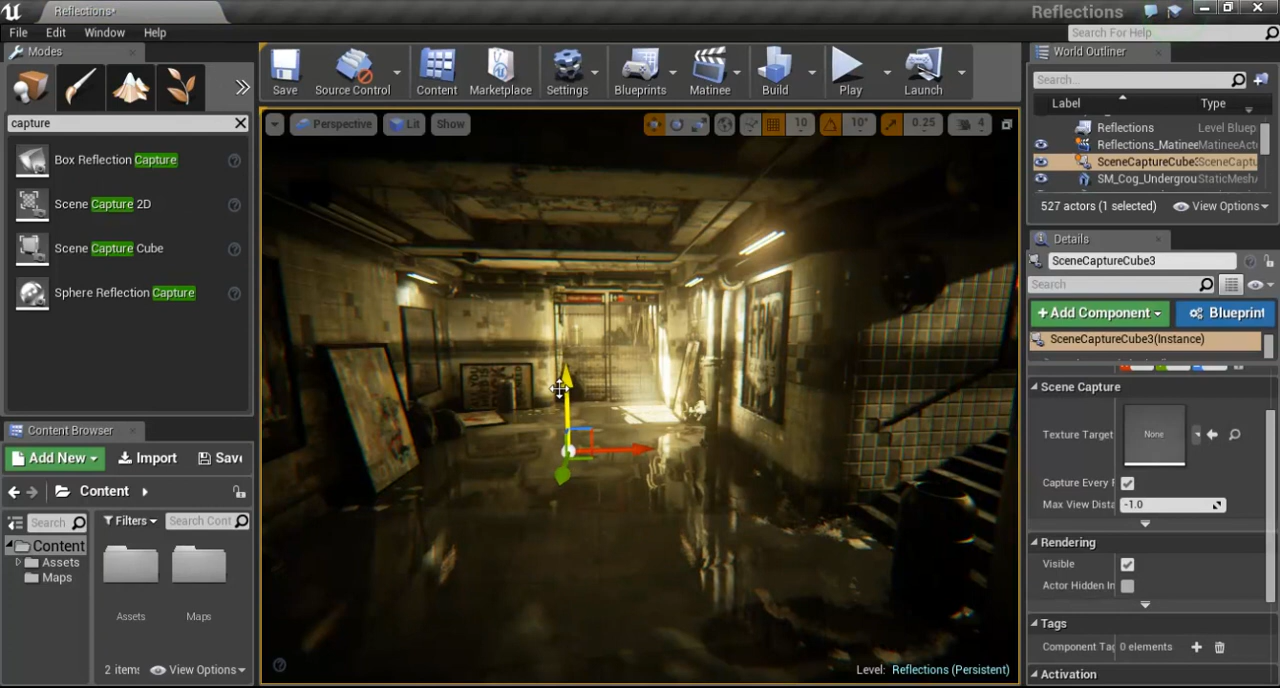 Reflections*
Reflections
File Edit Window Help
Search For Help
Modes
capture
Box Reflection Capture
Scene Capture 2D
Scene Capture Cube
Sphere Reflection Capture
Save
Source Control
Content
Marketplace
Settings
Blueprints
Matinee
Build
Play
Launch
Perspective
Lit
Show
10
10°
0.25
4
Level: Reflections (Persistent)
World Outliner
Search...
Label
Type
Reflections Level Bluep
Reflections_Matinee MatineeAct
SceneCaptureCube3 SceneCaptu
SM_Cog_Undergrou StaticMesh
527 actors (1 selected)
View Options
Details
SceneCaptureCube3
Search
+Add Component
Blueprint
SceneCaptureCube3(Instance)
Scene Capture
Texture Target
None
Capture Every F
Max View Dista
-1.0
Rendering
Visible
Actor Hidden In
Tags
Component Tag
0 elements
Activation
Content Browser
Add New
Import
Save
Content
Search
Filters
Search Cont
Content
Assets
Maps
Assets
Maps
2 item:
View Options